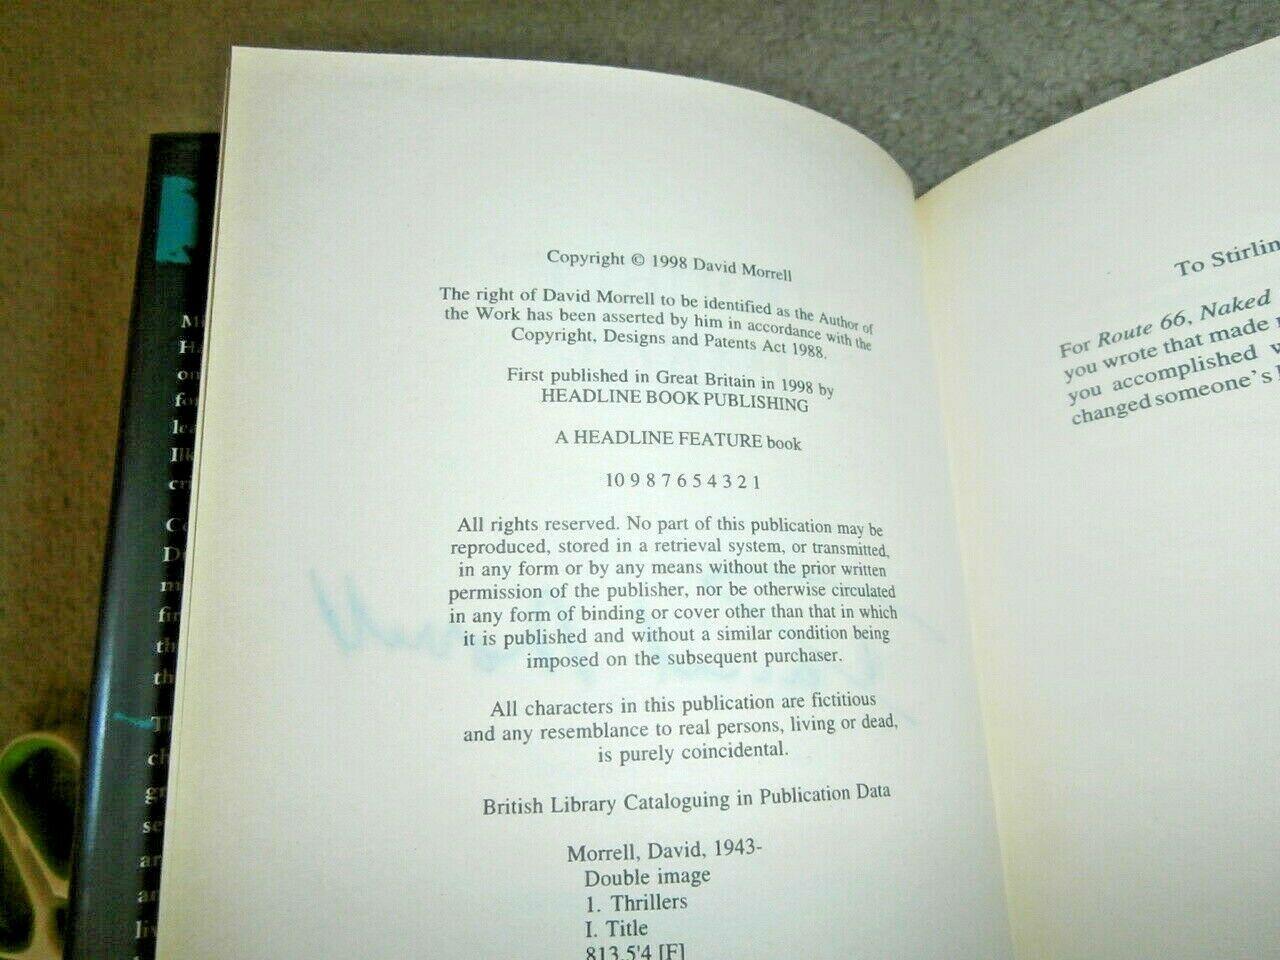 Copyright © 1998 David Morrell
The right of David Morrell to be identified as the Author of
the Work has been asserted by him in accordance with the
Copyright, Designs and Patents Act 1988.
First published in Great Britain in 1998 by
HEADLINE BOOK PUBLISHING
A HEADLINE FEATURE book
10 9 8 7 6 5 4 3 2 1
All rights reserved. No part of this publication may be
reproduced, stored in a retrieval system, or transmitted,
in any form or by any means without the prior written
permission of the publisher, nor be otherwise circulated
in any form of binding or cover other than that in which
it is published and without a similar condition being
imposed on the subsequent purchaser.
All characters in this publication are fictitious
and any resemblance to real persons, living or dead,
is purely coincidental.
British Library Cataloguing in Publication Data
Morrell, David, 1943-
Double image
1. Thrillers
I. Title
813.5'4 [F]
To Stirlin
For Route 66, Naked
you wrote that made
you accomplished
changed someone's